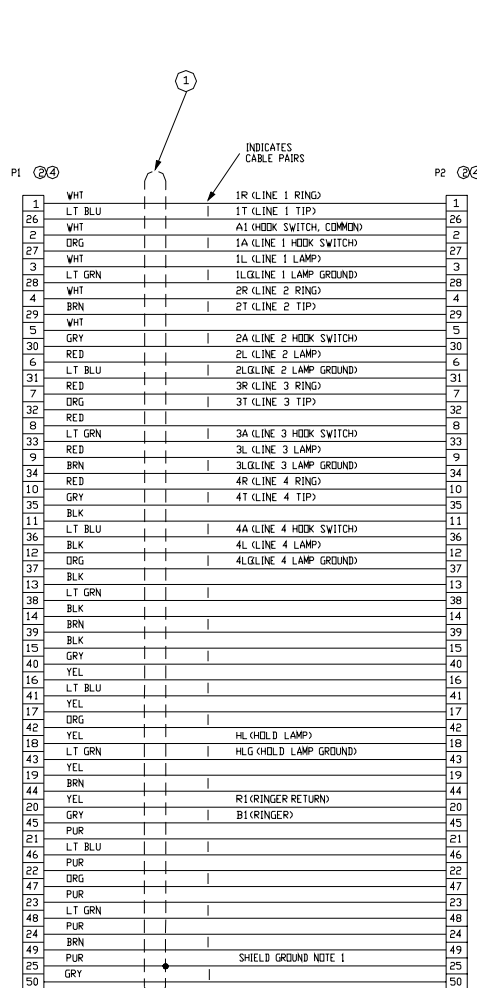 1
INDICATES
CABLE PAIRS
P1 2 4 P2 2 4
1 WHT 1R (LINE 1 RING) 1
26 LT BLU 1T (LINE 1 TIP) 26
2 WHT A1 (HOOK SWITCH, COMMON) 2
27 ORG 1A (LINE 1 HOOK SWITCH) 27
3 WHT 1L (LINE 1 LAMP) 3
28 LT GRN 1LG(LINE 1 LAMP GROUND) 28
4 WHT 2R (LINE 2 RING) 4
29 BRN 2T (LINE 2 TIP) 29
5 WHT 5
30 GRY 2A (LINE 2 HOOK SWITCH) 30
6 RED 2L (LINE 2 LAMP) 6
31 LT BLU 2LG(LINE 2 LAMP GROUND) 31
7 RED 3R (LINE 3 RING) 7
32 ORG 3T (LINE 3 TIP) 32
8 RED 8
33 LT GRN 3A (LINE 3 HOOK SWITCH) 33
9 RED 3L (LINE 3 LAMP) 9
34 BRN 3LG(LINE 3 LAMP GROUND) 34
10 RED 4R (LINE 4 RING) 10
35 GRY 4T (LINE 4 TIP) 35
11 BLK 11
36 LT BLU 4A (LINE 4 HOOK SWITCH) 36
12 BLK 4L (LINE 4 LAMP) 12
37 ORG 4LG(LINE 4 LAMP GROUND) 37
13 BLK 13
38 LT GRN 38
14 BLK 14
39 BRN 39
15 BLK 15
40 GRY 40
16 YEL 16
41 LT BLU 41
17 YEL 17
42 ORG 42
18 YEL HL (HOLD LAMP) 18
43 LT GRN HLG (HOLD LAMP GROUND) 43
19 YEL 19
44 BRN 44
20 YEL R1 (RINGER RETURN) 20
45 GRY B1 (RINGER) 45
21 PUR 21
46 LT BLU 46
22 PUR 22
47 ORG 47
23 PUR 23
48 LT GRN 48
24 PUR 24
49 BRN 49
25 PUR SHIELD GROUND NOTE 1 25
50 GRY 50